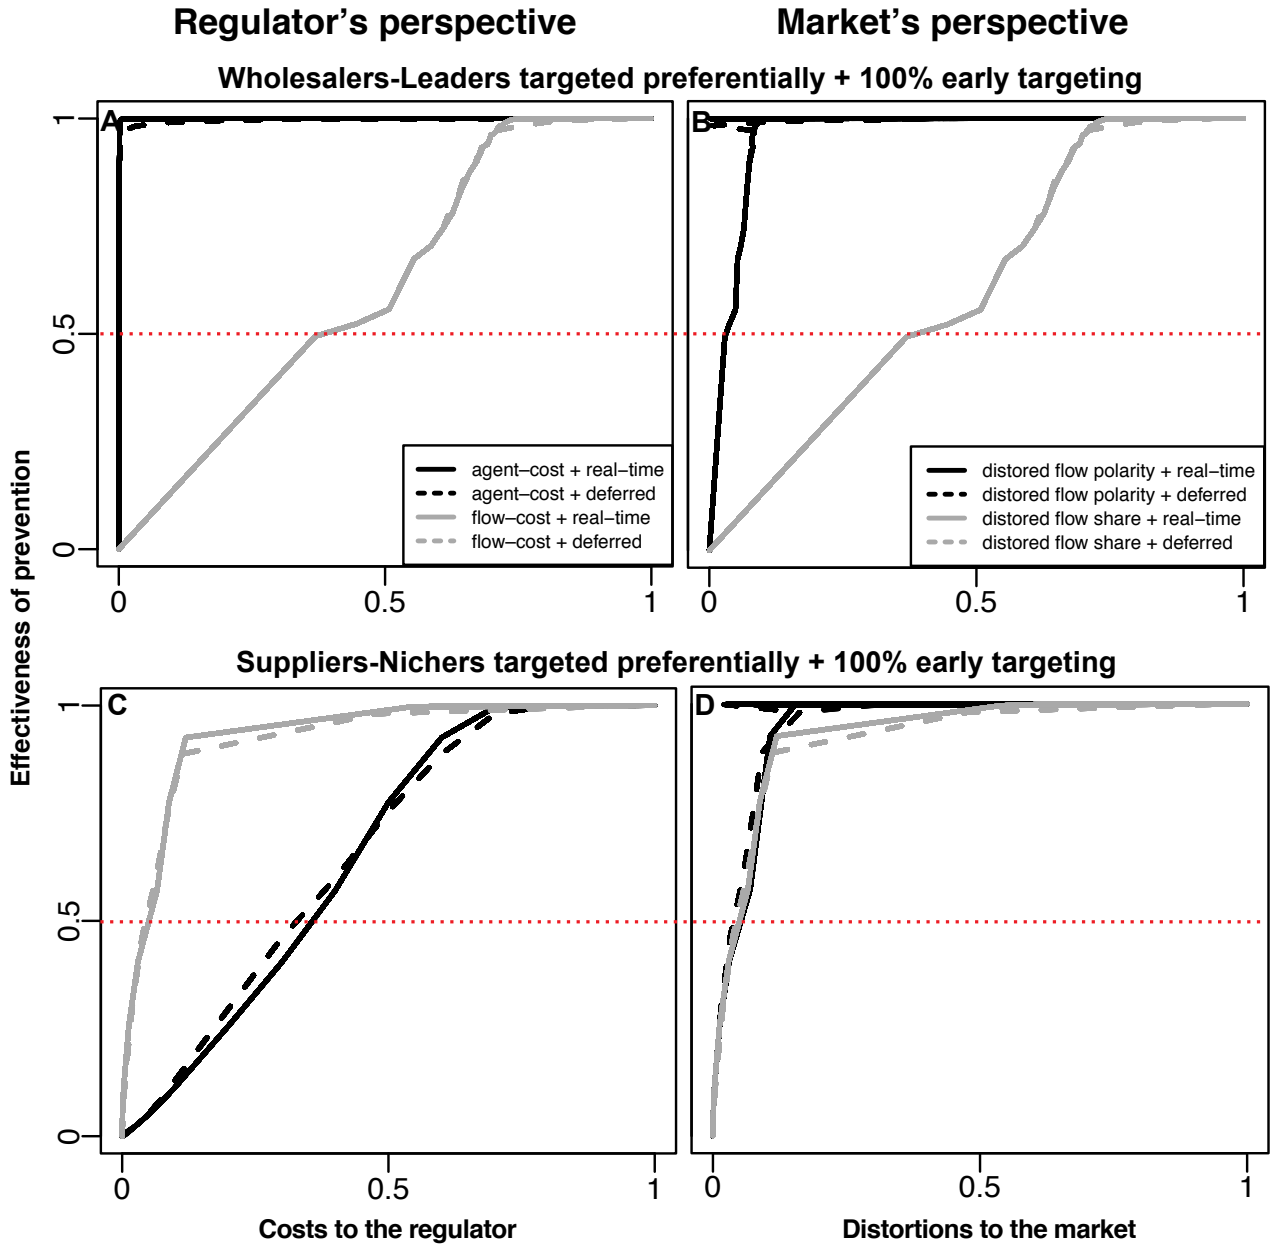 Regulator’s perspective
Market’s perspective
Wholesalers-Leaders targeted preferentially + 100% early targeting
A
B
1
0.5
0
agent–cost + real–time
agent–cost + deferred
flow–cost + real–time
flow–cost + deferred
distored flow polarity + real–time
distored flow polarity + deferred
distored flow share + real–time
distored flow share + deferred
0
0.5
1
0
0.5
1
Effectiveness of prevention
Suppliers-Nichers targeted preferentially + 100% early targeting
C
D
1
0.5
0
0
0.5
1
0
0.5
1
Costs to the regulator
Distortions to the market